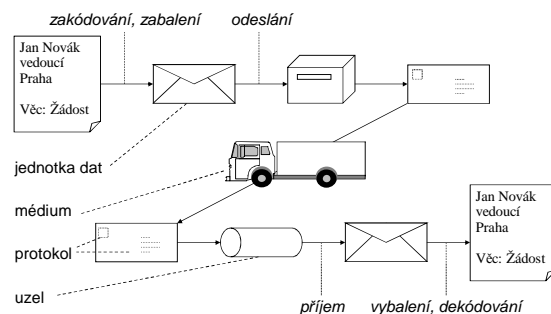 zakódování, zabalení
odeslání
Jan Novák
vedoucí
Praha
Věc: Žádost
jednotka dat
médium
protokol
uzel
Jan Novák
vedoucí
Praha
Věc: Žádost
příjem
vybalení, dekódování